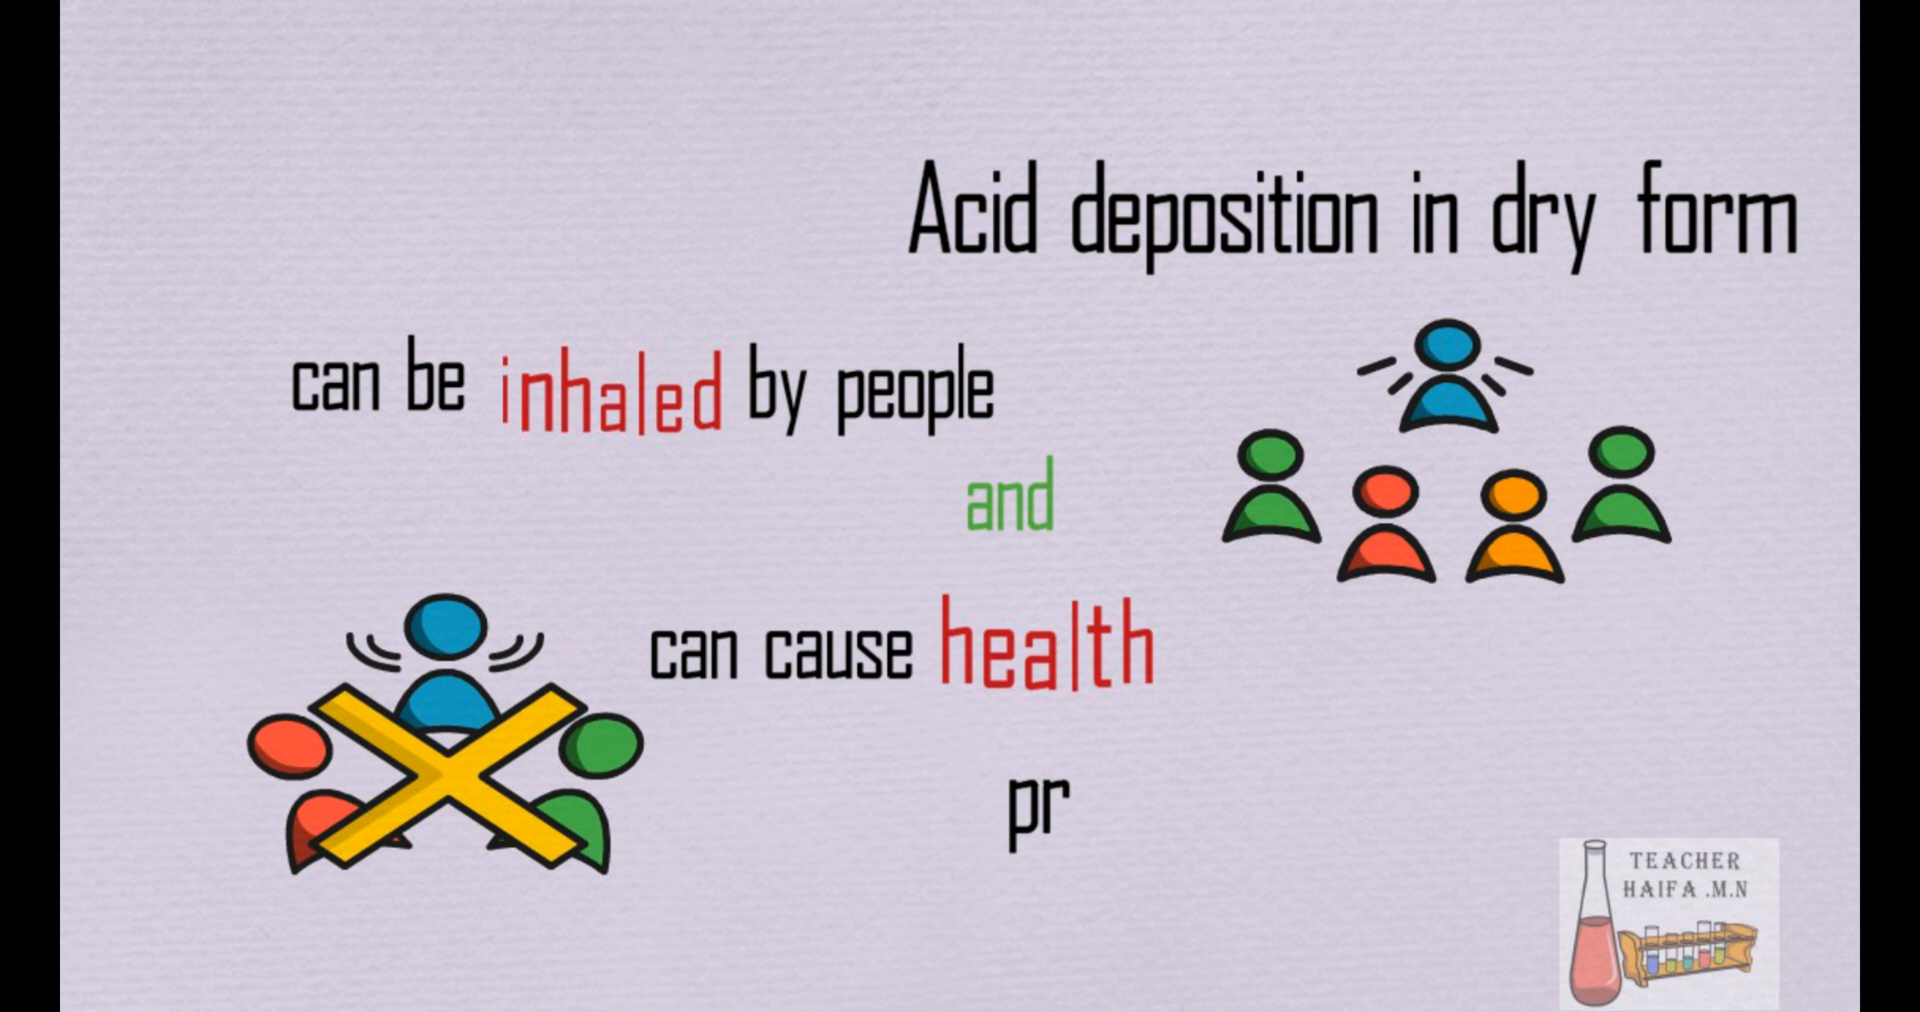 Acid deposition in dry form
can be inhaled by people
and
can cause health
pr
TEACHER
HAIFA .M.N